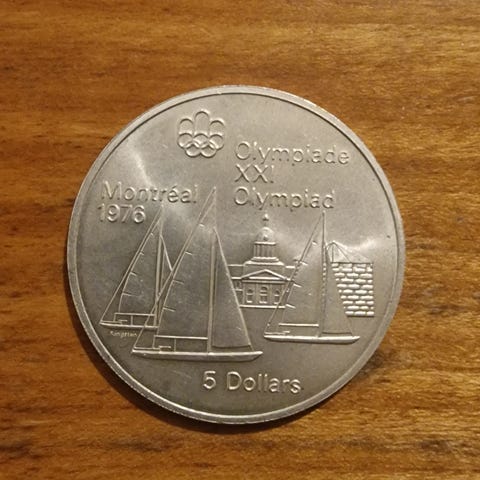 Olympiade
XXI
Olympiad
Montréal
1976
Kingston
5 Dollars